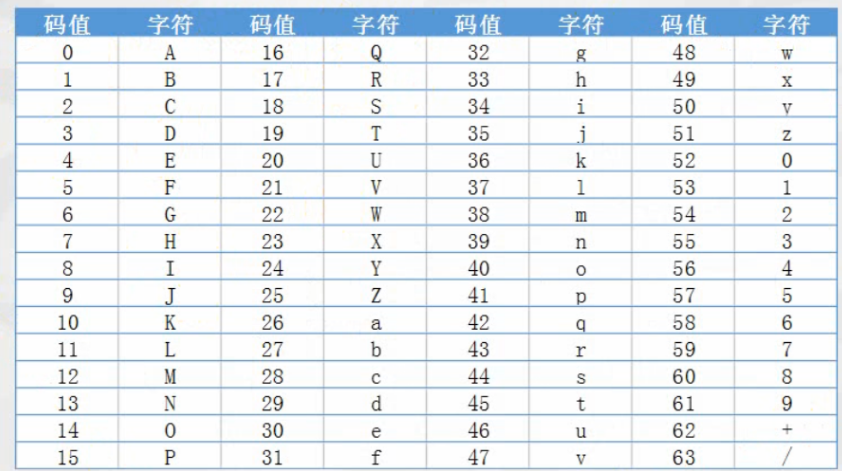 码值 字符 码值 字符 码值 字符 码值 字符
0 A 16 Q 32 g 48 w
1 B 17 R 33 h 49 x
2 C 18 S 34 i 50 y
3 D 19 T 35 j 51 z
4 E 20 U 36 k 52 0
5 F 21 V 37 l 53 1
6 G 22 W 38 m 54 2
7 H 23 X 39 n 55 3
8 I 24 Y 40 o 56 4
9 J 25 Z 41 p 57 5
10 K 26 a 42 q 58 6
11 L 27 b 43 r 59 7
12 M 28 c 44 s 60 8
13 N 29 d 45 t 61 9
14 O 30 e 46 u 62 +
15 P 31 f 47 v 63 /